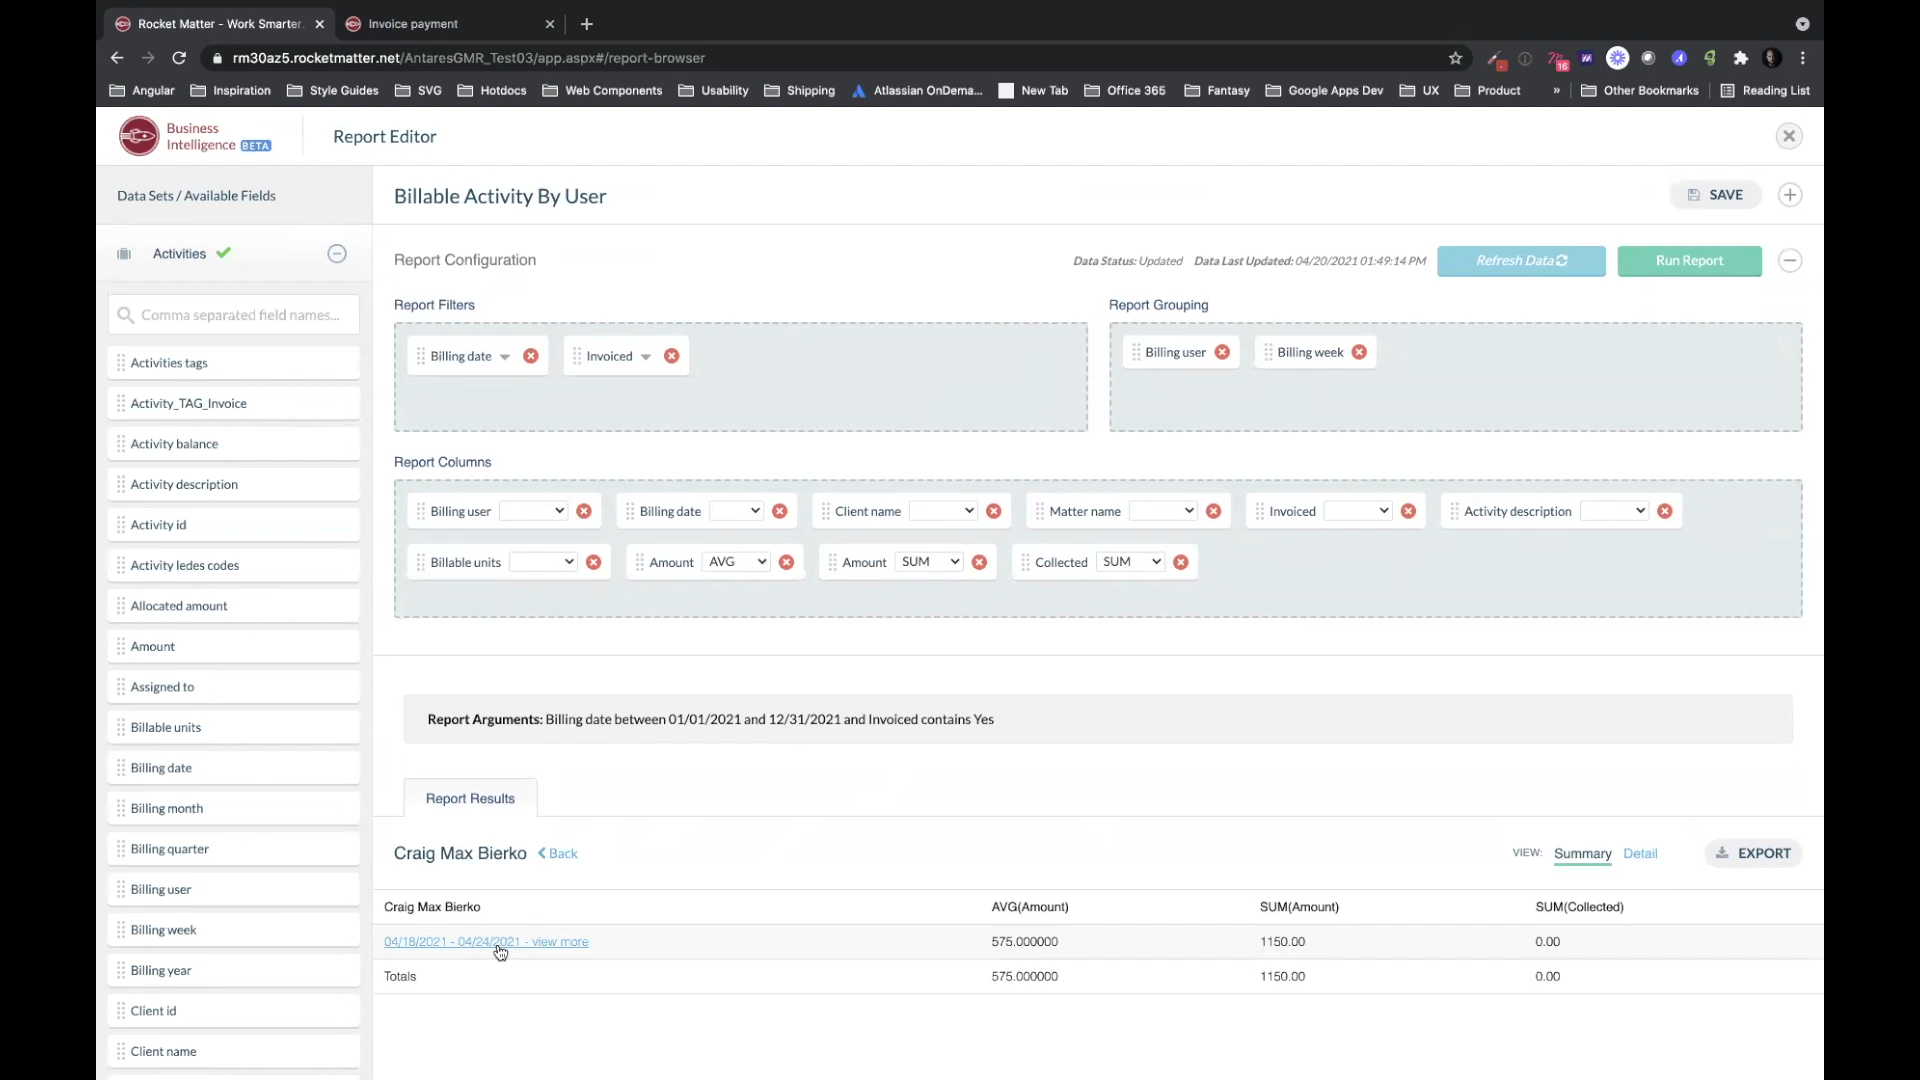 Rocket Matter - Work Smarter.
Invoice payment
rm30az5.rocketmatter.net/AntaresGMR_Test03/app.aspx#/report-browser
16
Angular
Inspiration
Style Guides
SVG
Hotdocs
Web Components
Usability
Shipping
Atlassian OnDema...
New Tab
Office 365
Fantasy
Google Apps Dev
UX
Product
»
Other Bookmarks
Reading List
Business
Intelligence BETA
Report Editor
Data Sets / Available Fields
Billable Activity By User
SAVE
Activities
Report Configuration
Data Status: Updated
Data Last Updated: 04/20/2021 01:49:14 PM
Refresh Data
Run Report
Report Filters
Report Grouping
Comma separated field names...
Billing date
Invoiced
Billing user
Billing week
Activities tags
Activity_TAG_Invoice
Activity balance
Activity description
Activity id
Activity ledes codes
Allocated amount
Amount
Assigned to
Billable units
Billing date
Billing month
Billing quarter
Billing user
Billing week
Billing year
Client id
Client name
Report Columns
Billing user
Billing date
Client name
Matter name
Invoiced
Activity description
Billable units
Amount AVG
Amount SUM
Collected SUM
Report Arguments: Billing date between 01/01/2021 and 12/31/2021 and Invoiced contains Yes
Report Results
Craig Max Bierko
Back
VIEW: Summary Detail
EXPORT
Craig Max Bierko AVG(Amount) SUM(Amount) SUM(Collected)
04/18/2021 - 04/24/2021 - view more 575.000000 1150.00 0.00
Totals 575.000000 1150.00 0.00